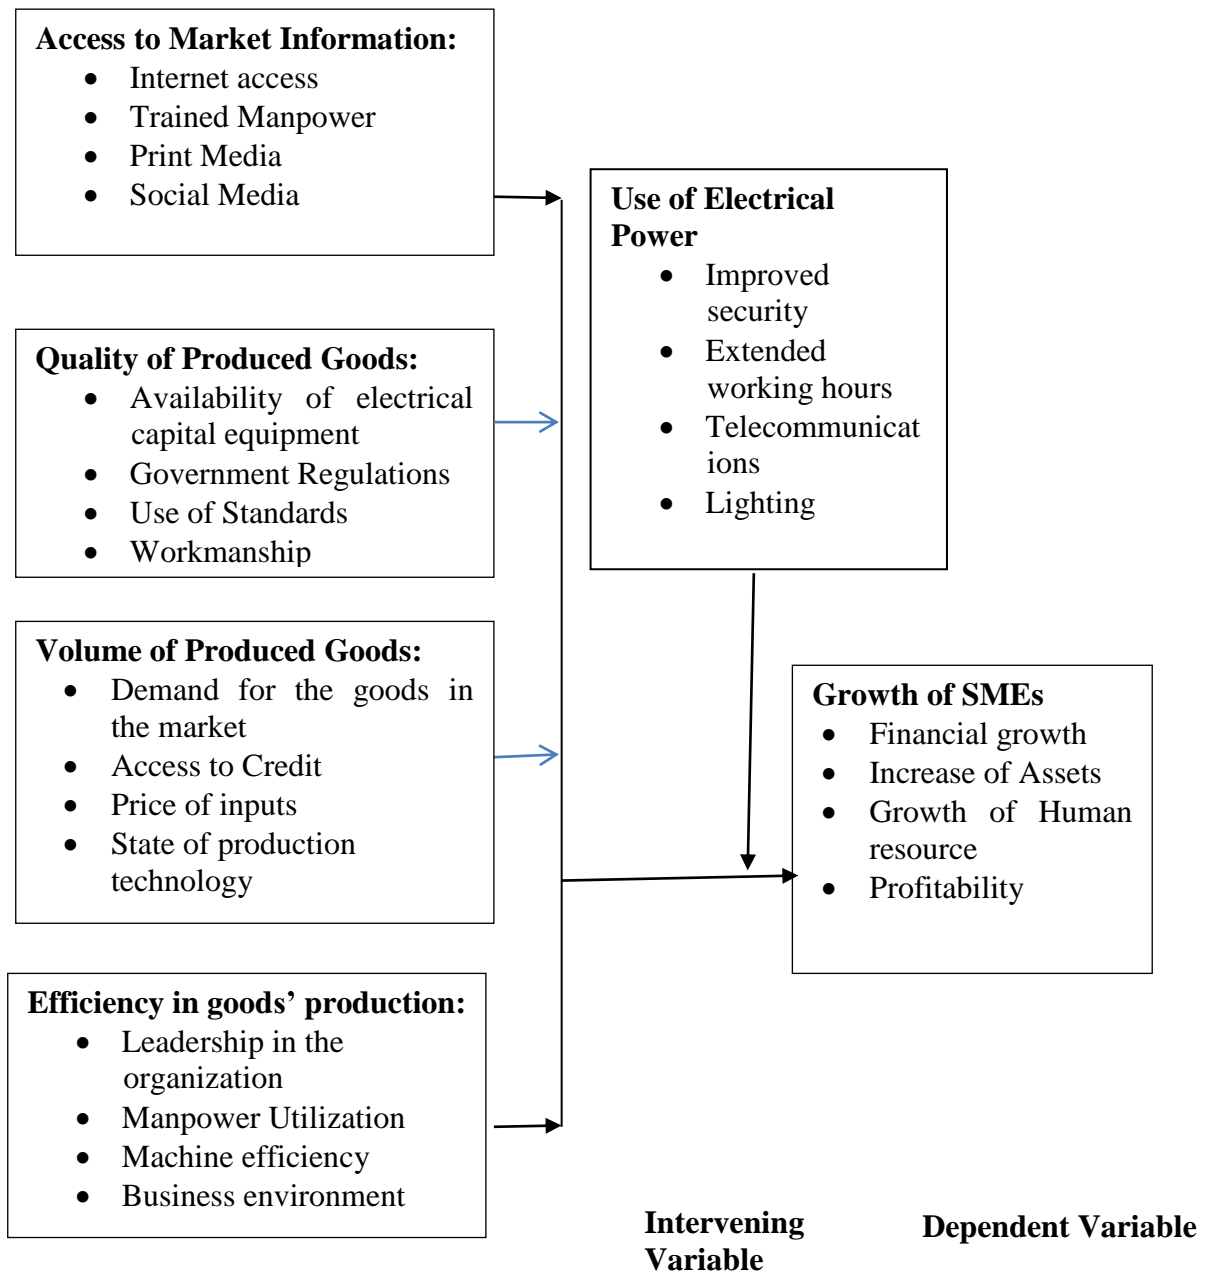 Access to Market Information:
• Internet access
• Trained Manpower
• Print Media
• Social Media
Quality of Produced Goods:
• Availability of electrical
capital equipment
• Government Regulations
• Use of Standards
• Workmanship
Volume of Produced Goods:
• Demand for the goods in
the market
• Access to Credit
• Price of inputs
• State of production
technology
Efficiency in goods’ production:
• Leadership in the
organization
• Manpower Utilization
• Machine efficiency
• Business environment
Use of Electrical
Power
• Improved
security
• Extended
working hours
• Telecommunicat
ions
• Lighting
Growth of SMEs
• Financial growth
• Increase of Assets
• Growth of Human
resource
• Profitability
Intervening
Variable
Dependent Variable